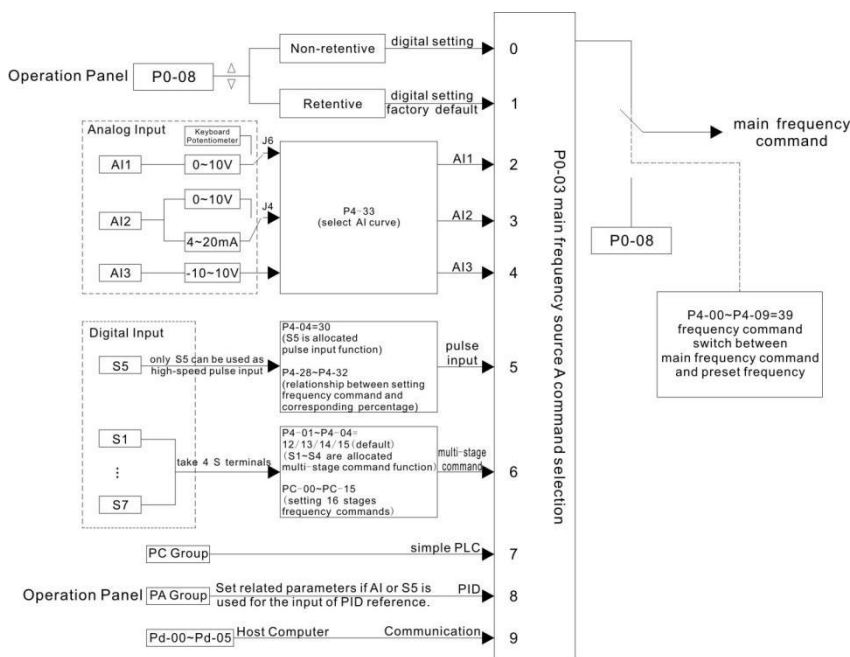 Operation Panel
P0-08
Non-retentive
digital setting
0
Retentive
digital setting
factory default
1
Analog Input
Keyboard
Potentiometer
J6
AI1
0~10V
AI1
2
0~10V
J4
AI2
4~20mA
P4-33
(select AI curve)
AI2
3
AI3
-10~10V
AI3
4
Digital Input
S5
only S5 can be used as
high-speed pulse input
P4-04=30
(S5 is allocated
pulse input function)
P4-28~P4-32
(relationship between setting
frequency command and
corresponding percentage)
pulse
input
5
S1
⋮
S7
take 4 S terminals
P4-01~P4-04=
12/13/14/15(default)
(S1~S4 are allocated
multi-stage command function)
PC-00~PC-15
(setting 16 stages
frequency commands)
multi-stage
command
6
PC Group
simple PLC
7
Operation Panel
PA Group
Set related parameters if AI or S5 is
used for the input of PID reference.
PID
8
Pd-00~Pd-05
Host Computer
Communication
9
P0-03 main frequency source A command selection
main frequency
command
P0-08
P4-00~P4-09=39
frequency command
switch between
main frequency command
and preset frequency